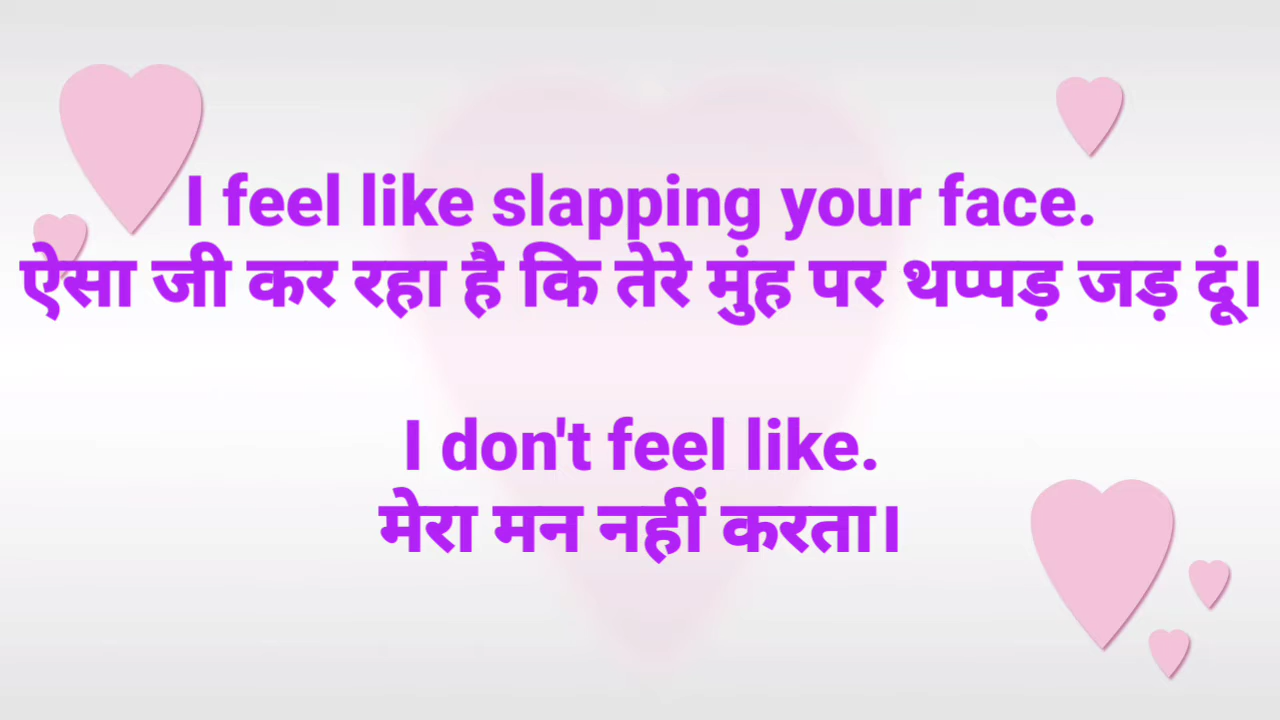 I feel like slapping your face.
ऐसा जी कर रहा है कि तेरे मुंह पर थप्पड़ जड़ दूं।
I don't feel like.
मेरा मन नहीं करता।